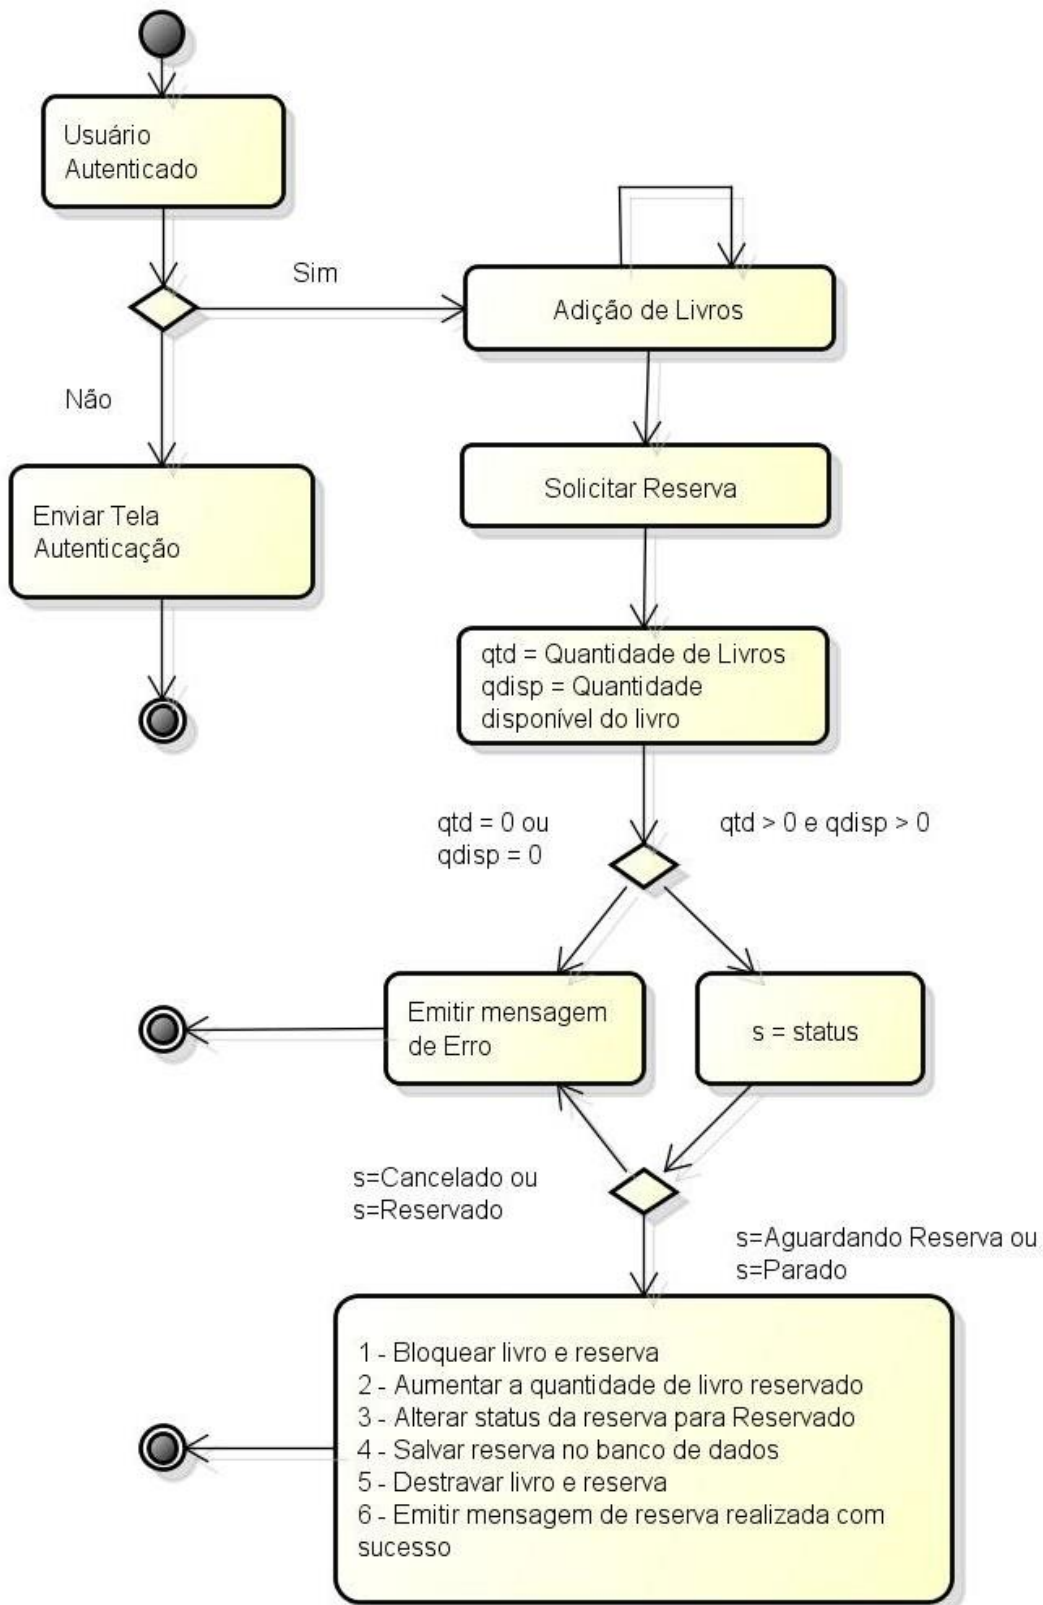 Usuário
Autenticado
Sim
Adição de Livros
Não
Solicitar Reserva
Enviar Tela
Autenticação
qtd = Quantidade de Livros
qdisp = Quantidade
disponível do livro
qtd = 0 ou
qdisp = 0
qtd > 0 e qdisp > 0
Emitir mensagem
de Erro
s = status
s=Cancelado ou
s=Reservado
s=Aguardando Reserva ou
s=Parado
1 - Bloquear livro e reserva
2 - Aumentar a quantidade de livro reservado
3 - Alterar status da reserva para Reservado
4 - Salvar reserva no banco de dados
5 - Destravar livro e reserva
6 - Emitir mensagem de reserva realizada com
sucesso